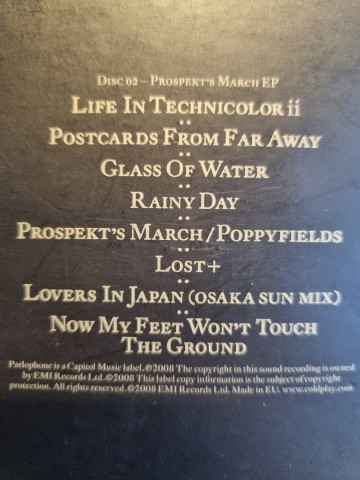 Disc 02 – Prospekt's March EP
Life In Technicolor ii
Postcards From Far Away
Glass Of Water
Rainy Day
Prospekt's March/Poppyfields
Lost+
Lovers In Japan (Osaka Sun Mix)
Now My Feet Won't Touch
The Ground
Parlophone is a Capitol Music label. ℗2008 The copyright in this sound recording is owned
by EMI Records Ltd. ©2008 This label copy information is the subject of copyright
protection. All rights reserved. ©2008 EMI Records Ltd. Made in EU. www.coldplay.com